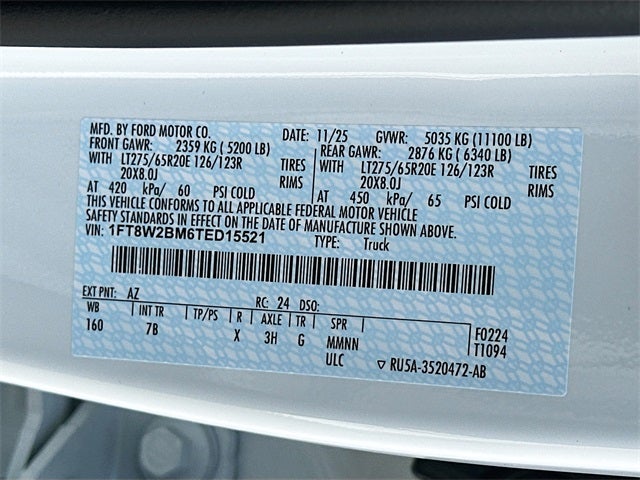 MFD. BY FORD MOTOR CO. DATE: 11/25 GVWR: 5035 KG (11100 LB)
FRONT GAWR: 2359 KG ( 5200 LB) REAR GAWR: 2876 KG ( 6340 LB)
WITH LT275/65R20E 126/123R TIRES WITH LT275/65R20E 126/123R TIRES
20X8.0J RIMS 20X8.0J RIMS
AT 420 kPa/ 60 PSI COLD AT 450 kPa/ 65 PSI COLD
THIS VEHICLE CONFORMS TO ALL APPLICABLE FEDERAL MOTOR VEHICLE
SAFETY STANDARDS IN EFFECT ON THE DATE OF MANUFACTURE SHOWN ABOVE
VIN: 1FT8W2BM6TED15521 TYPE: Truck
EXT PNT: AZ RC: 24 DSO:
WB INT TR TP/PS R AXLE TR SPR F0224
160 7B X 3H G MMNN T1094
ULC ▽ RU5A-3520472-AB